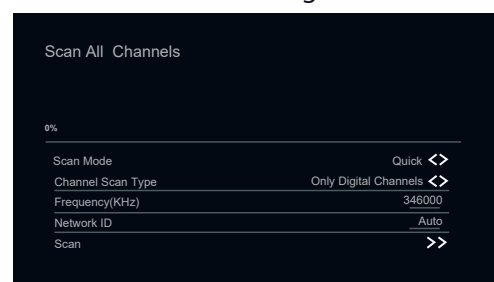 Scan All Channels
0%
Scan Mode Quick <>
Channel Scan Type Only Digital Channels <>
Frequency(KHz) 346000
Network ID Auto
Scan >>